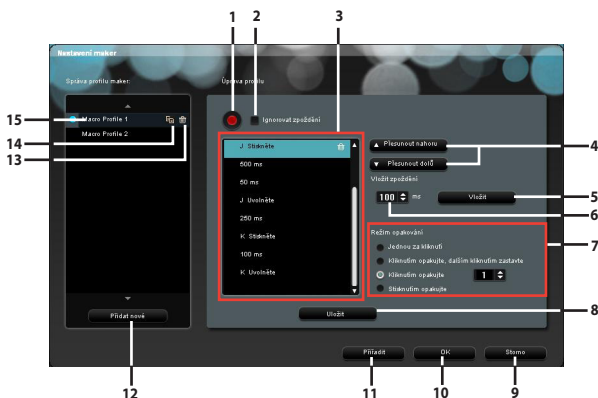 1
2
3
Nastavení maker
Správa profilu maker:
Úprava profilu
Ignorovat zpoždění
15
Macro Profile 1
14
13
Macro Profile 2
J Stiskněte
500 ms
50 ms
J Uvolněte
250 ms
K Stiskněte
100 ms
K Uvolněte
Plesunout nahoru
Plesunout dolů
4
Vložit zpoždění
100 ms
Vložit
5
6
Režim opakování
7
Jednou za kliknutí
Kliknutím opakujte, dalším kliknutím zastavte
Kliknutím opakujte
1
Stisknutím opakujte
Přidat nové
Uložit
8
Přiřadit
OK
Storno
12
11
10
9